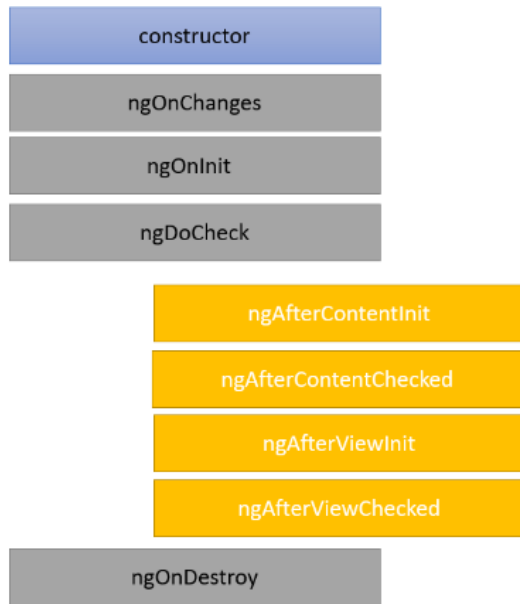 constructor
ngOnChanges
ngOnInit
ngDoCheck
ngAfterContentInit
ngAfterContentChecked
ngAfterViewInit
ngAfterViewChecked
ngOnDestroy